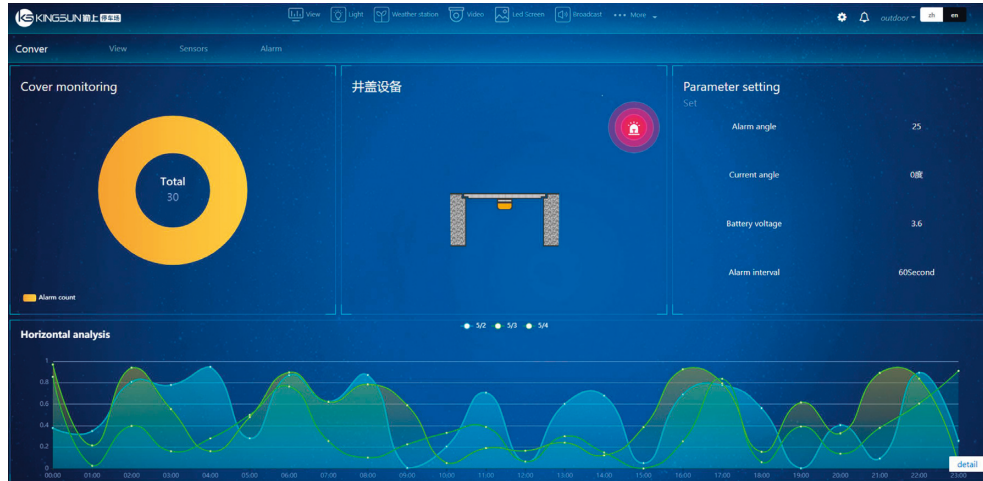 KINGSUN 勤上 停车场
View Light Weather station Video Led Screen Broadcast More
outdoor zh en
Conver View Sensors Alarm
Cover monitoring
Total
30
Alarm count
井盖设备
Parameter setting
Set
Alarm angle 25
Current angle 0度
Battery voltage 3.6
Alarm interval 60Second
Horizontal analysis
5/2 5/3 5/4
1
0.8
0.6
0.4
0.2
0
00:00 01:00 02:00 03:00 04:00 05:00 06:00 07:00 08:00 09:00 10:00 11:00 12:00 13:00 14:00 15:00 16:00 17:00 18:00 19:00 20:00 21:00 22:00 23:00
detail